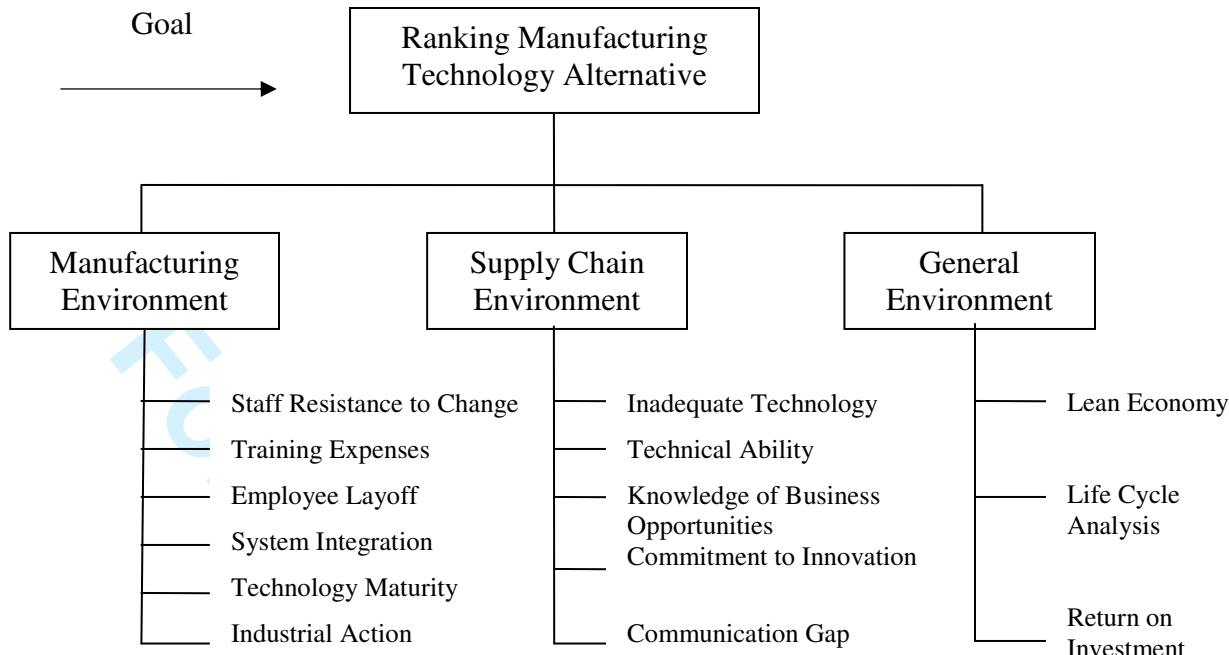 Goal
Ranking Manufacturing
Technology Alternative
Manufacturing
Environment
Supply Chain
Environment
General
Environment
Staff Resistance to Change
Training Expenses
Employee Layoff
System Integration
Technology Maturity
Industrial Action
Inadequate Technology
Technical Ability
Knowledge of Business
Opportunities
Commitment to Innovation
Communication Gap
Lean Economy
Life Cycle
Analysis
Return on
Investment